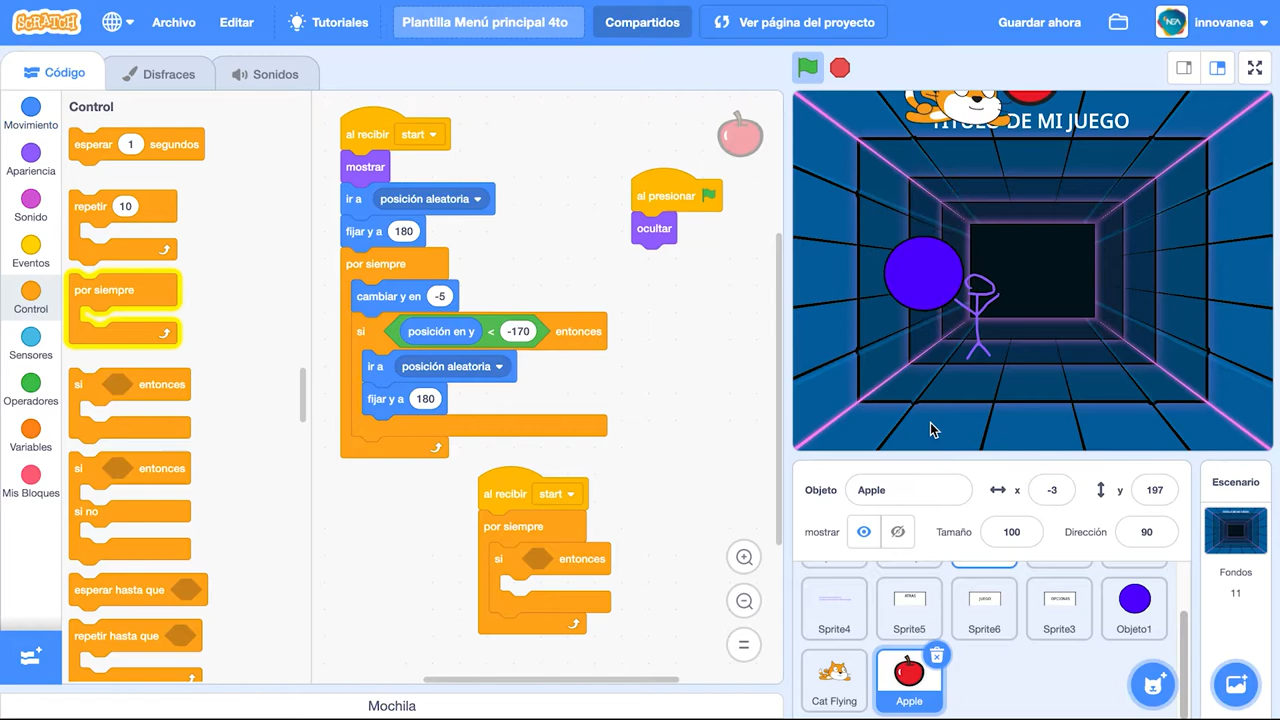 SCRATCH
Archivo
Editar
Tutoriales
Plantilla Menú principal 4to
Compartidos
Ver página del proyecto
Guardar ahora
innovanea
Código
Disfraces
Sonidos
Movimiento
Apariencia
Sonido
Eventos
Control
Sensores
Operadores
Variables
Mis Bloques
Control
esperar 1 segundos
repetir 10
por siempre
si entonces
si entonces
si no
esperar hasta que
repetir hasta que
al recibir start
mostrar
ir a posición aleatoria
fijar y a 180
por siempre
cambiar y en -5
si posición en y < -170 entonces
ir a posición aleatoria
fijar y a 180
al presionar
ocultar
al recibir start
por siempre
si entonces
Mochila
DE MI JUEGO
Objeto Apple x -3 y 197
mostrar Tamaño 100 Dirección 90
Sprite4
ATRAS
Sprite5
JUEGO
Sprite6
OPCIONES
Sprite3
Objeto1
Cat Flying
Apple
Escenario
Fondos
11